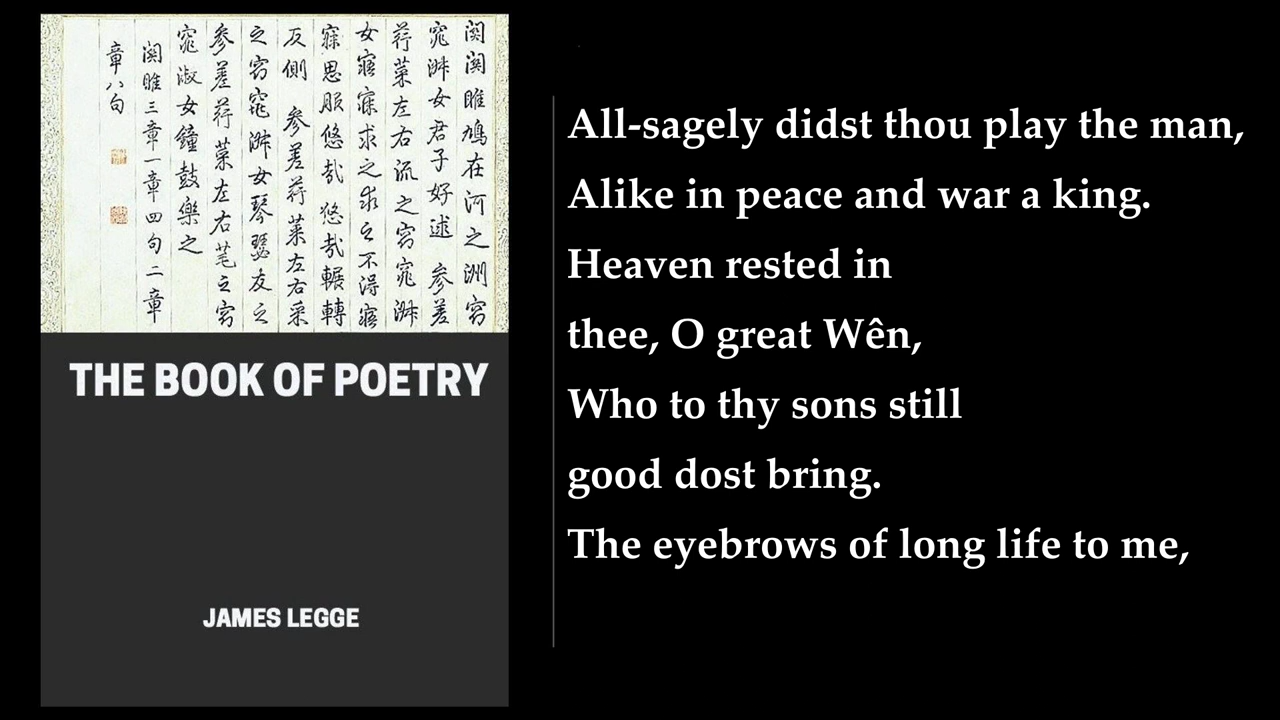 关关雎鳩在河之洲窈
窕淑女君子好逑 參差
荇菜左右流之窈窕淑
女寤寐求之求之不得寤
寐思服悠哉悠哉輾轉
反側 參差荇菜左右采
之窈窕淑女琴瑟友之
參差荇菜左右芼之窈
窕淑女鐘鼓樂之
关雎三章一章四句二章
章八句
THE BOOK OF POETRY
JAMES LEGGE
All-sagely didst thou play the man,
Alike in peace and war a king.
Heaven rested in
thee, O great Wên,
Who to thy sons still
good dost bring.
The eyebrows of long life to me,